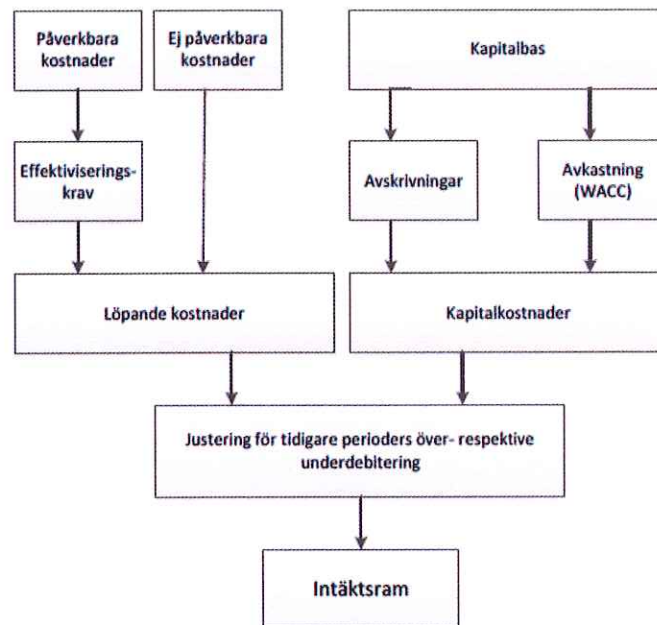 Påverkbara
kostnader
Ej påverkbara
kostnader
Kapitalbas
Effektiviserings-
krav
Avskrivningar
Avkastning
(WACC)
Löpande kostnader
Kapitalkostnader
Justering för tidigare perioders över- respektive
underdebitering
Intäktsram